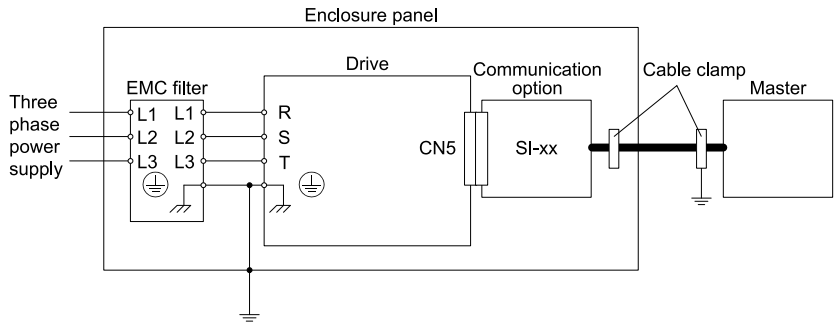 Enclosure panel
Drive
Communication
option
Cable clamp
Master
EMC filter
Three
phase
power
supply
L1 L1
L2 L2
L3 L3
R
S
T
CN5
SI-xx